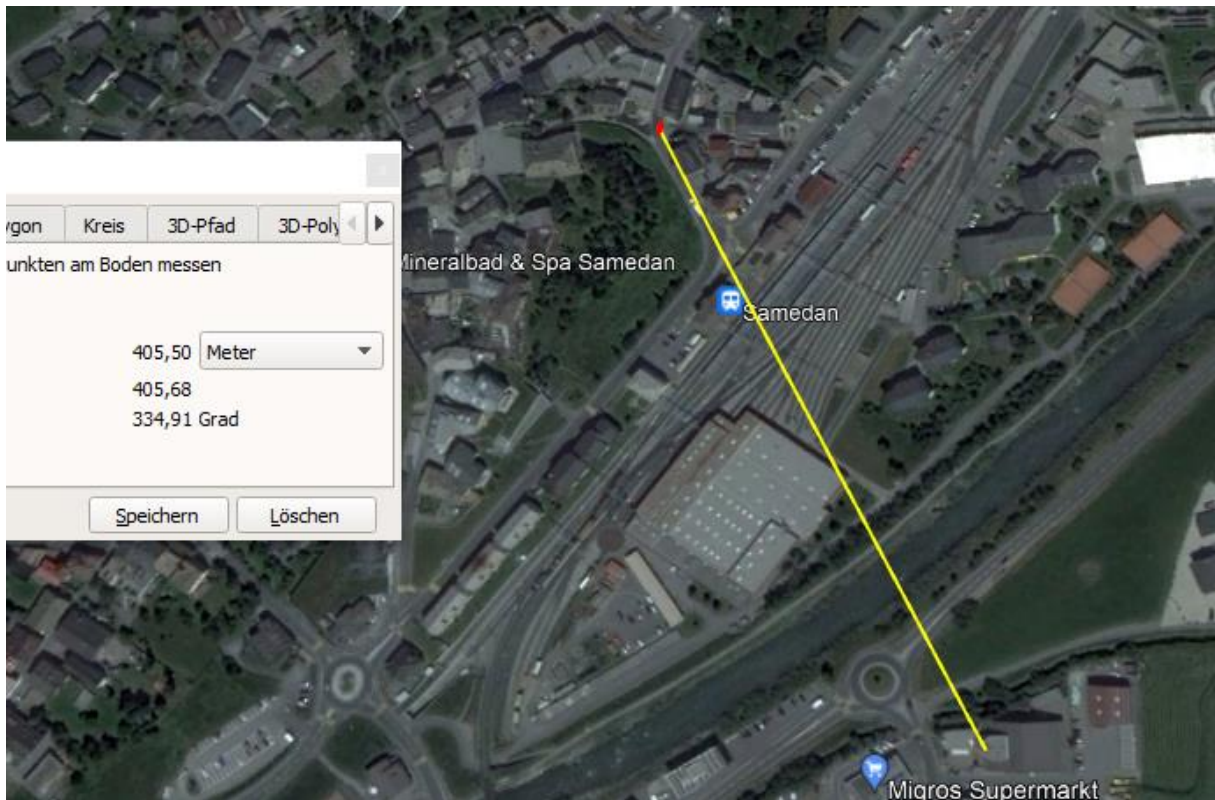 ygon Kreis 3D-Pfad 3D-Poly
unkten am Boden messen
405,50 Meter
405,68
334,91 Grad
Speichern Löschen
Mineralbad & Spa Samedan
Samedan
Migros Supermarkt